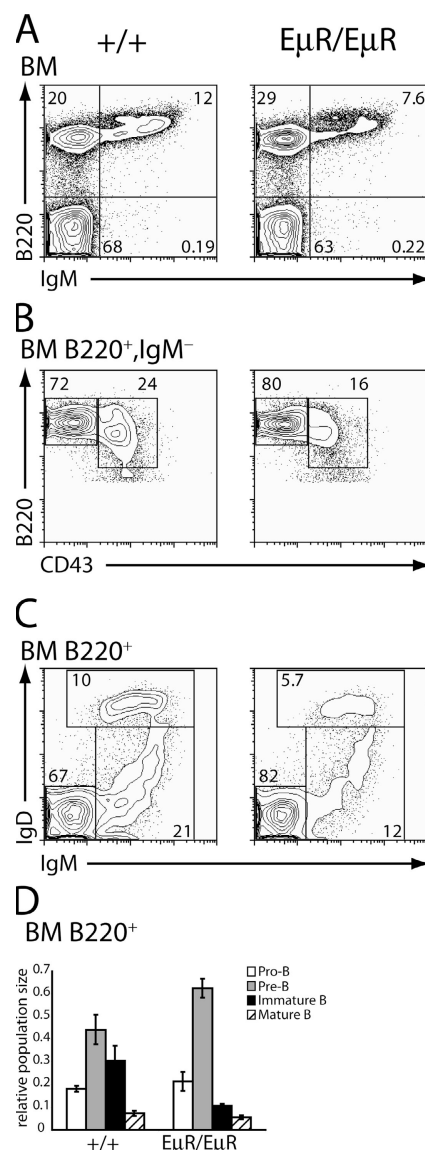 A
+/+
EμR/EμR
BM
20
12
68
0.19
29
7.6
63
0.22
B220
IgM
B
BM B220⁺,IgM⁻
72
24
80
16
B220
CD43
C
BM B220⁺
10
67
21
5.7
82
12
IgD
IgM
D
BM B220⁺
relative population size
0.7
0.6
0.5
0.4
0.3
0.2
0.1
0
Pro-B
Pre-B
Immature B
Mature B
+/+
EμR/EμR